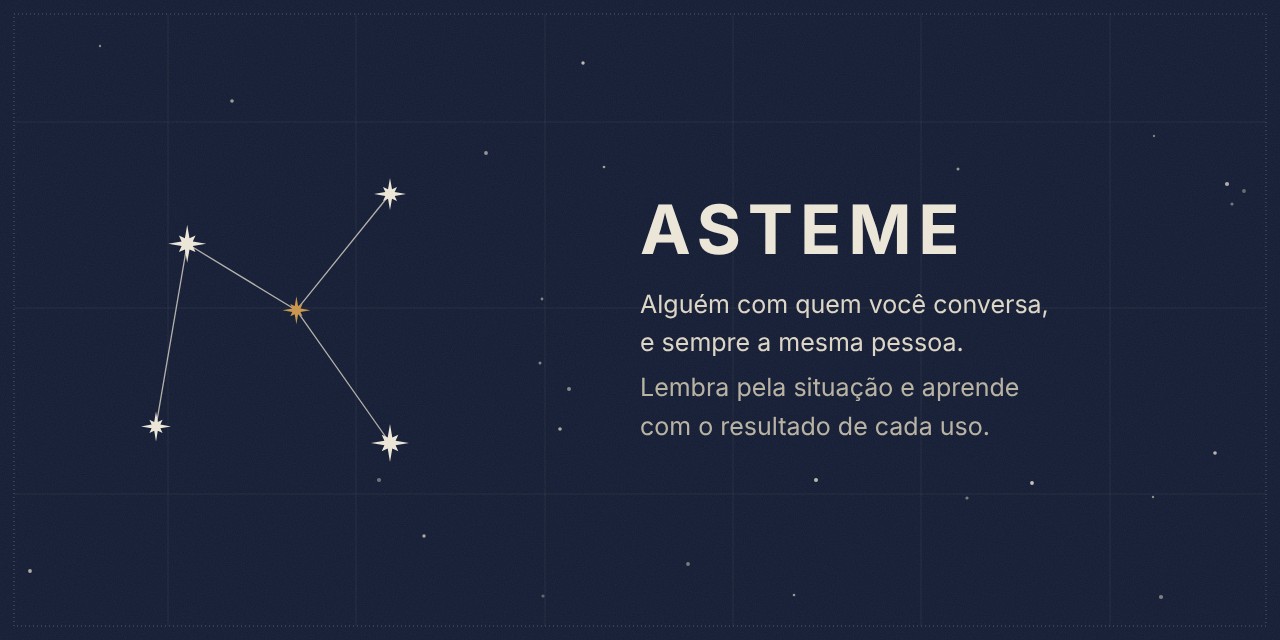 ASTEME
Alguém com quem você conversa,
e sempre a mesma pessoa.
Lembra pela situação e aprende
com o resultado de cada uso.